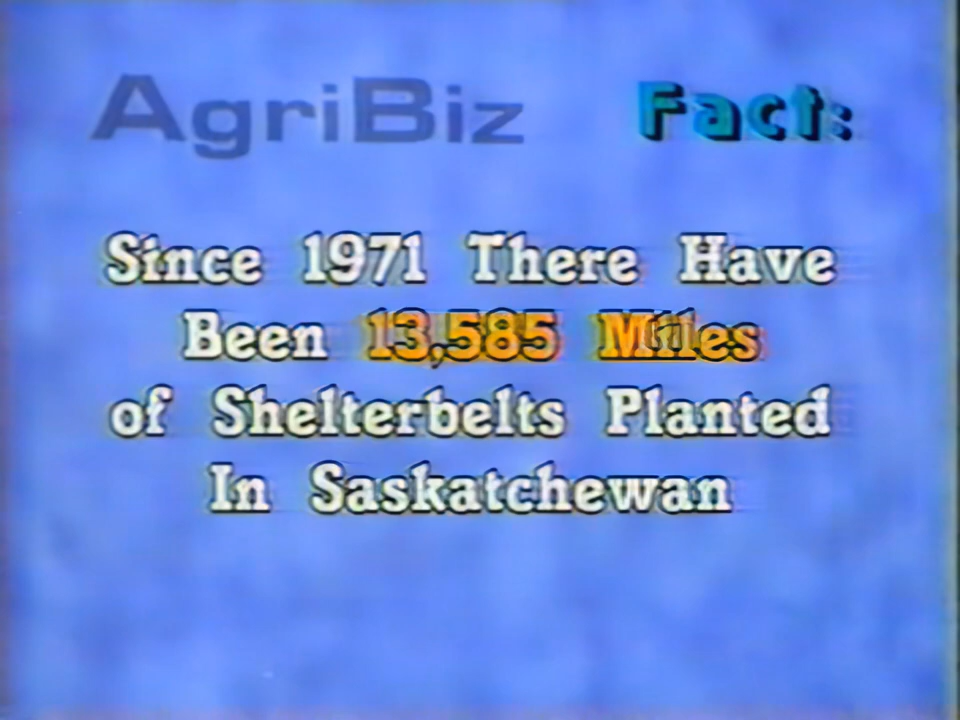 AgriBiz Fact:
Since 1971 There Have
Been 13,585 Miles
of Shelterbelts Planted
In Saskatchewan